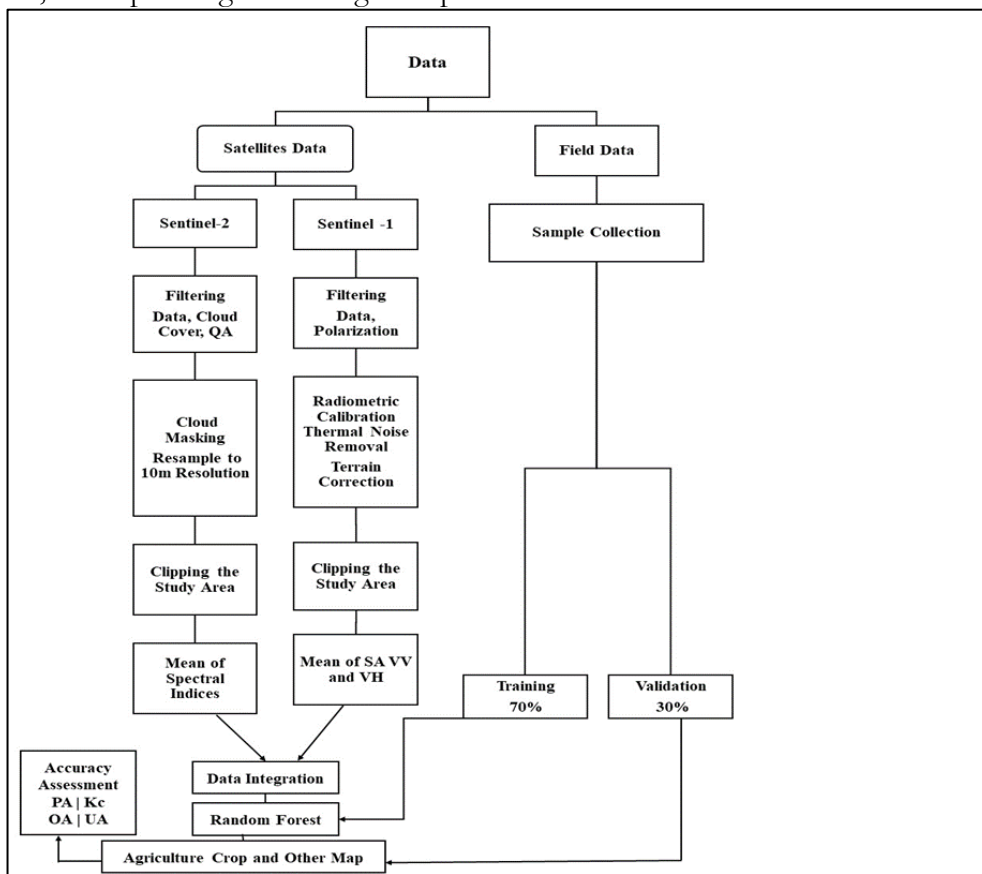 Data
Satellites Data
Field Data
Sentinel-2
Sentinel -1
Sample Collection
Filtering
Data, Cloud
Cover, QA
Filtering
Data,
Polarization
Cloud
Masking
Resample to
10m Resolution
Radiometric
Calibration
Thermal Noise
Removal
Terrain
Correction
Clipping the
Study Area
Clipping the
Study Area
Mean of
Spectral
Indices
Mean of SA VV
and VH
Training
70%
Validation
30%
Accuracy
Assessment
PA | Kc
OA | UA
Data Integration
Random Forest
Agriculture Crop and Other Map